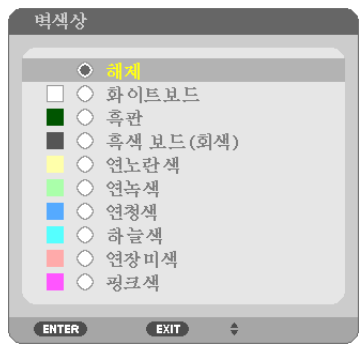 벽색상
해제
화이트보드
흑판
흑색 보드(회색)
연노란색
연녹색
연청색
하늘색
연장미색
핑크색
ENTER EXIT